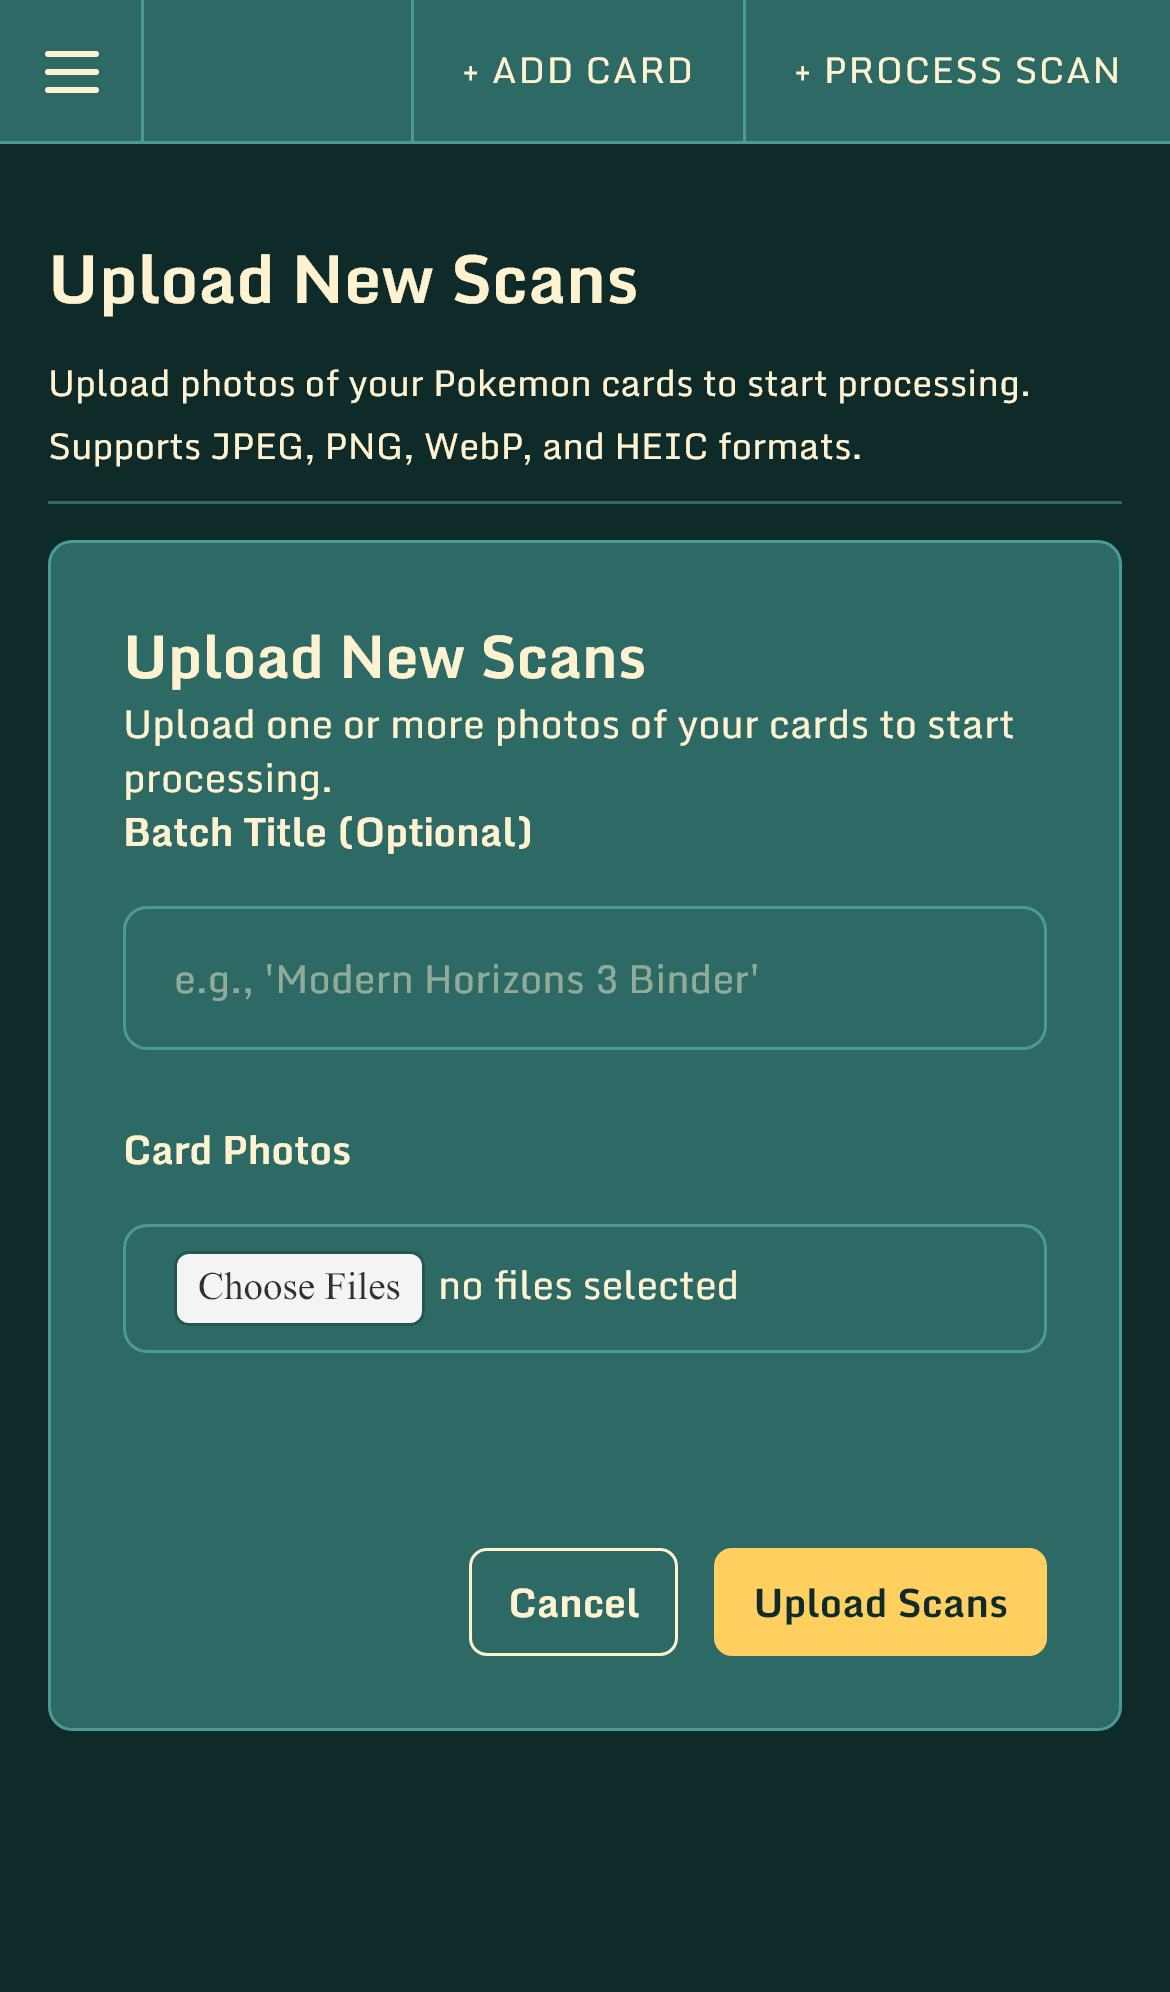 + ADD CARD
+ PROCESS SCAN
Upload New Scans
Upload photos of your Pokemon cards to start processing.
Supports JPEG, PNG, WebP, and HEIC formats.
Upload New Scans
Upload one or more photos of your cards to start
processing.
Batch Title (Optional)
e.g., 'Modern Horizons 3 Binder'
Card Photos
Choose Files no files selected
Cancel
Upload Scans